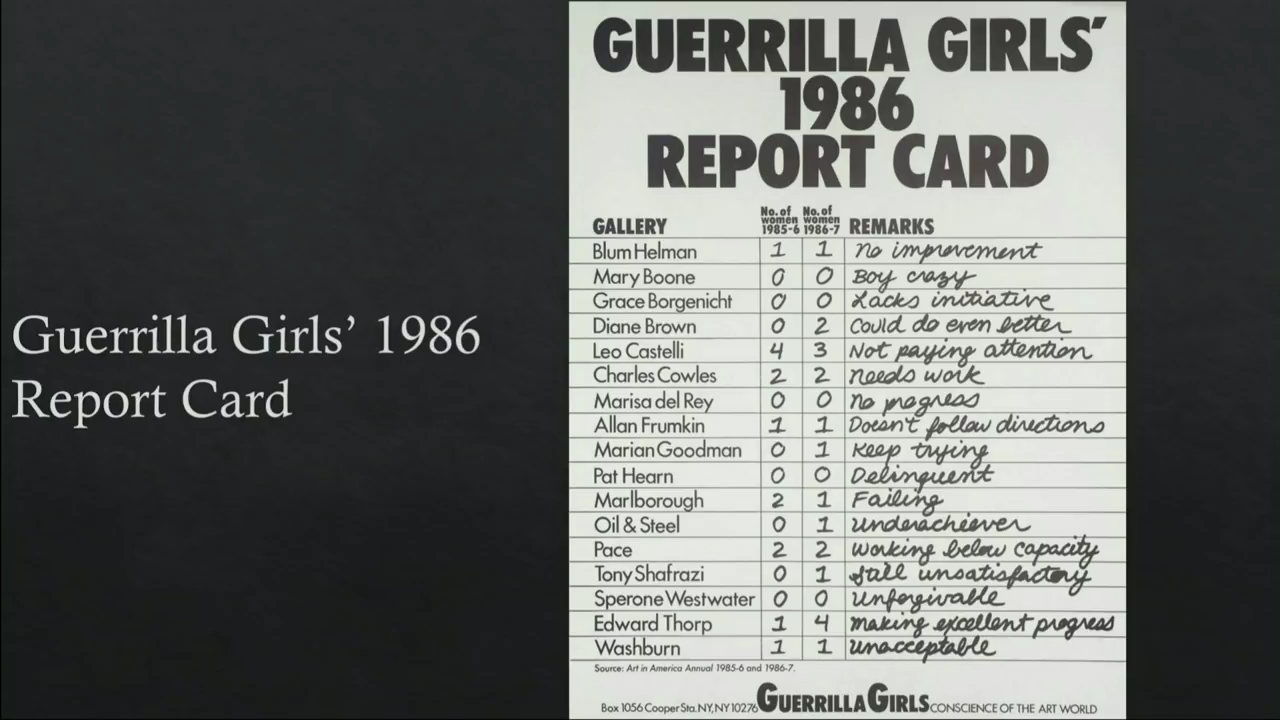 Guerrilla Girls’ 1986
Report Card
GUERRILLA GIRLS’
1986
REPORT CARD
GALLERY No. of women 1985-6 No. of women 1986-7 REMARKS
Blum Helman 1 1 no improvement
Mary Boone 0 0 Boy crazy
Grace Borgenicht 0 0 Lacks initiative
Diane Brown 0 2 Could do even better
Leo Castelli 4 3 Not paying attention
Charles Cowles 2 2 needs work
Marisa del Rey 0 0 no progress
Allan Frumkin 1 1 Doesn't follow directions
Marian Goodman 0 1 Keep trying
Pat Hearn 0 0 Delinquent
Marlborough 2 1 Failing
Oil & Steel 0 1 underachiever
Pace 2 2 working below capacity
Tony Shafrazi 0 1 still unsatisfactory
Sperone Westwater 0 0 unforgivable
Edward Thorp 1 4 making excellent progress
Washburn 1 1 unacceptable
Source: Art in America Annual 1985-6 and 1986-7.
Box 1056 Cooper Sta. NY, NY 10276 GUERRILLA GIRLS CONSCIENCE OF THE ART WORLD